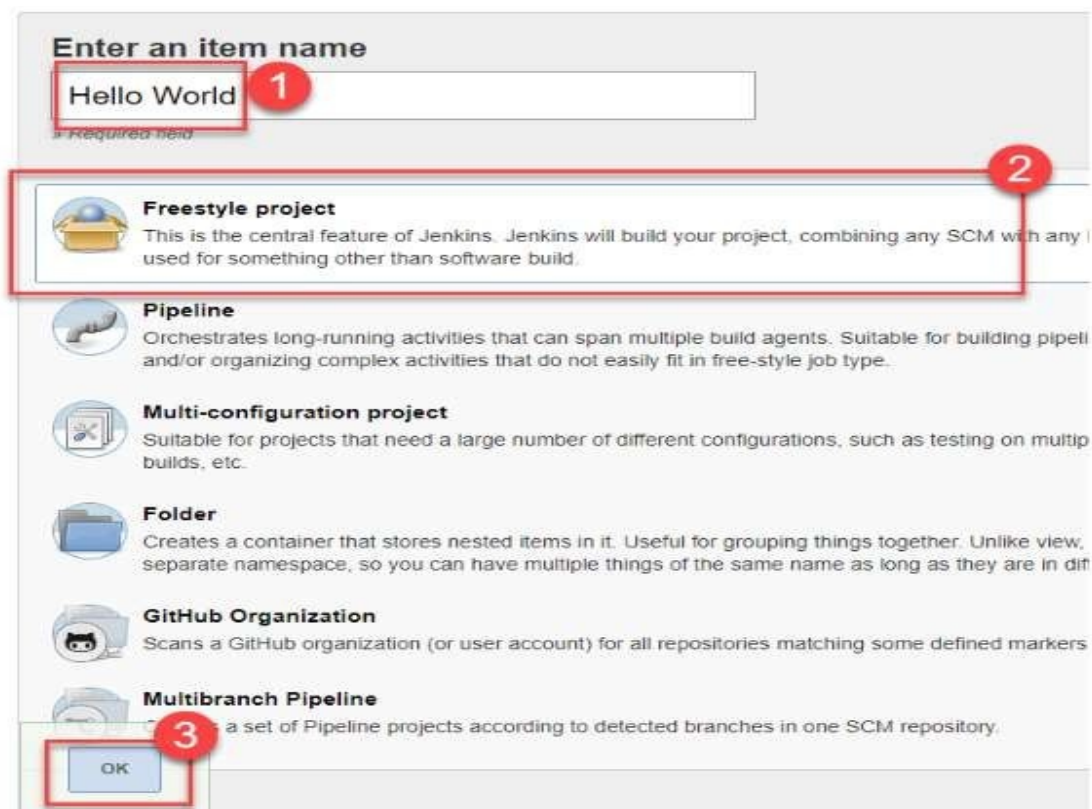 Enter an item name
Hello World
1
» Required field
2
Freestyle project
This is the central feature of Jenkins. Jenkins will build your project, combining any SCM with any
used for something other than software build.
Pipeline
Orchestrates long-running activities that can span multiple build agents. Suitable for building pipeli
and/or organizing complex activities that do not easily fit in free-style job type.
Multi-configuration project
Suitable for projects that need a large number of different configurations, such as testing on multip
builds, etc.
Folder
Creates a container that stores nested items in it. Useful for grouping things together. Unlike view,
separate namespace, so you can have multiple things of the same name as long as they are in dif
GitHub Organization
Scans a GitHub organization (or user account) for all repositories matching some defined markers
Multibranch Pipeline
a set of Pipeline projects according to detected branches in one SCM repository.
3
OK